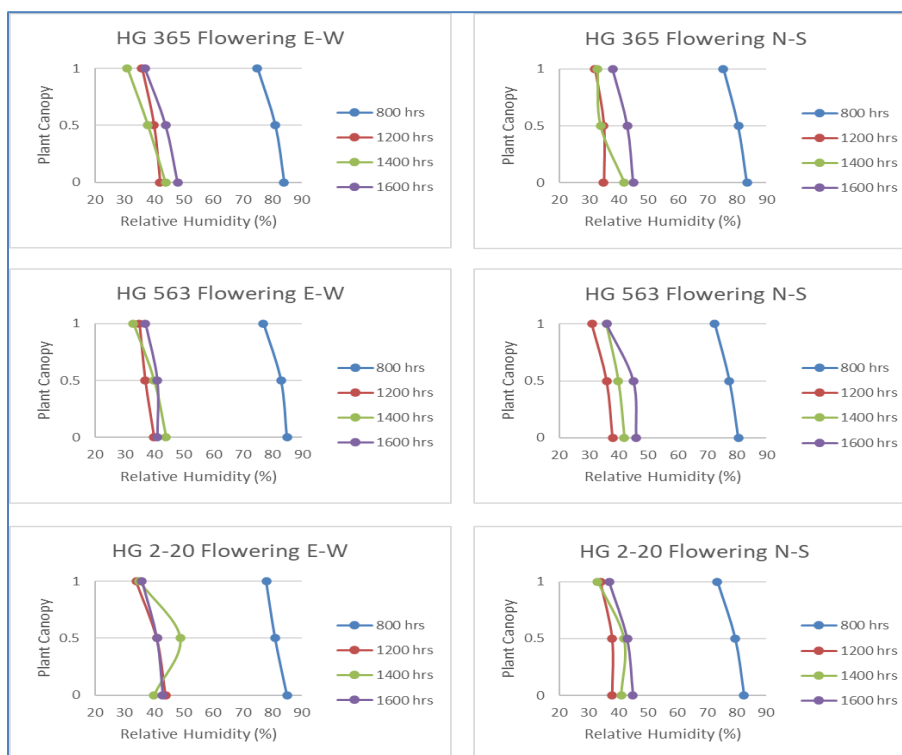 HG 365 Flowering E-W
Plant Canopy
1
0.5
0
20 30 40 50 60 70 80 90
Relative Humidity (%)
800 hrs
1200 hrs
1400 hrs
1600 hrs
HG 365 Flowering N-S
Plant Canopy
1
0.5
0
20 30 40 50 60 70 80 90
Relative Humidity (%)
800 hrs
1200 hrs
1400 hrs
1600 hrs
HG 563 Flowering E-W
Plant Canopy
1
0.5
0
20 30 40 50 60 70 80 90
Relative Humidity (%)
800 hrs
1200 hrs
1400 hrs
1600 hrs
HG 563 Flowering N-S
Plant Canopy
1
0.5
0
20 30 40 50 60 70 80 90
Relative Humidity (%)
800 hrs
1200 hrs
1400 hrs
1600 hrs
HG 2-20 Flowering E-W
Plant Canopy
1
0.5
0
20 30 40 50 60 70 80 90
Relative Humidity (%)
800 hrs
1200 hrs
1400 hrs
1600 hrs
HG 2-20 Flowering N-S
Plant Canopy
1
0.5
0
20 30 40 50 60 70 80 90
Relative Humidity (%)
800 hrs
1200 hrs
1400 hrs
1600 hrs